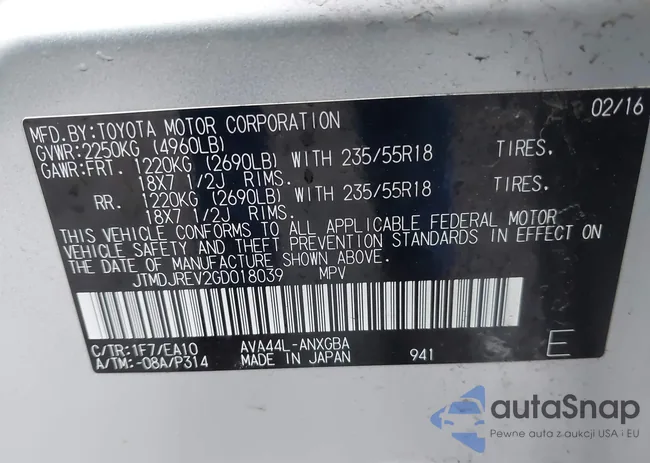 MFD.BY:TOYOTA MOTOR CORPORATION 02/16
GVWR:2250KG (4960LB)
GAWR:FRT. 1220KG (2690LB) WITH 235/55R18 TIRES.
18X7 1/2J RIMS.
RR. 1220KG (2690LB) WITH 235/55R18 TIRES.
18X7 1/2J RIMS.
THIS VEHICLE CONFORMS TO ALL APPLICABLE FEDERAL MOTOR
VEHICLE SAFETY AND THEFT PREVENTION STANDARDS IN EFFECT ON
THE DATE OF MANUFACTURE SHOWN ABOVE.
JTMDJREV2GD018039 MPV
C/TR:1F7/EA10 AVA44L-ANXGBA
A/TM:-08A/P314 MADE IN JAPAN 941 E
autaSnap
Pewne auta z aukcji USA i EU